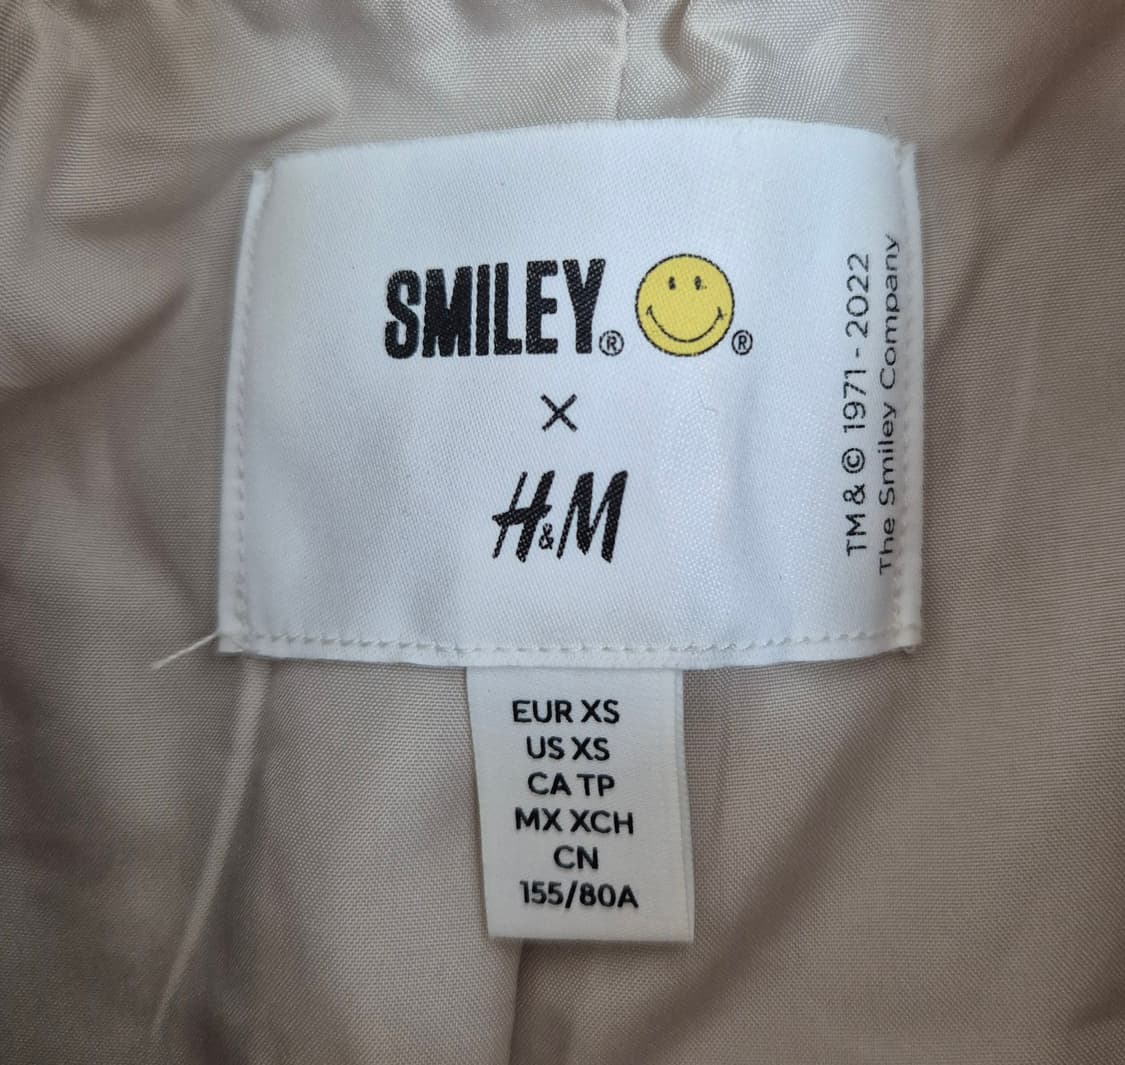 SMILEY® ®
×
H&M
TM & © 1971 - 2022
The Smiley Company
EUR XS
US XS
CA TP
MX XCH
CN
155/80A